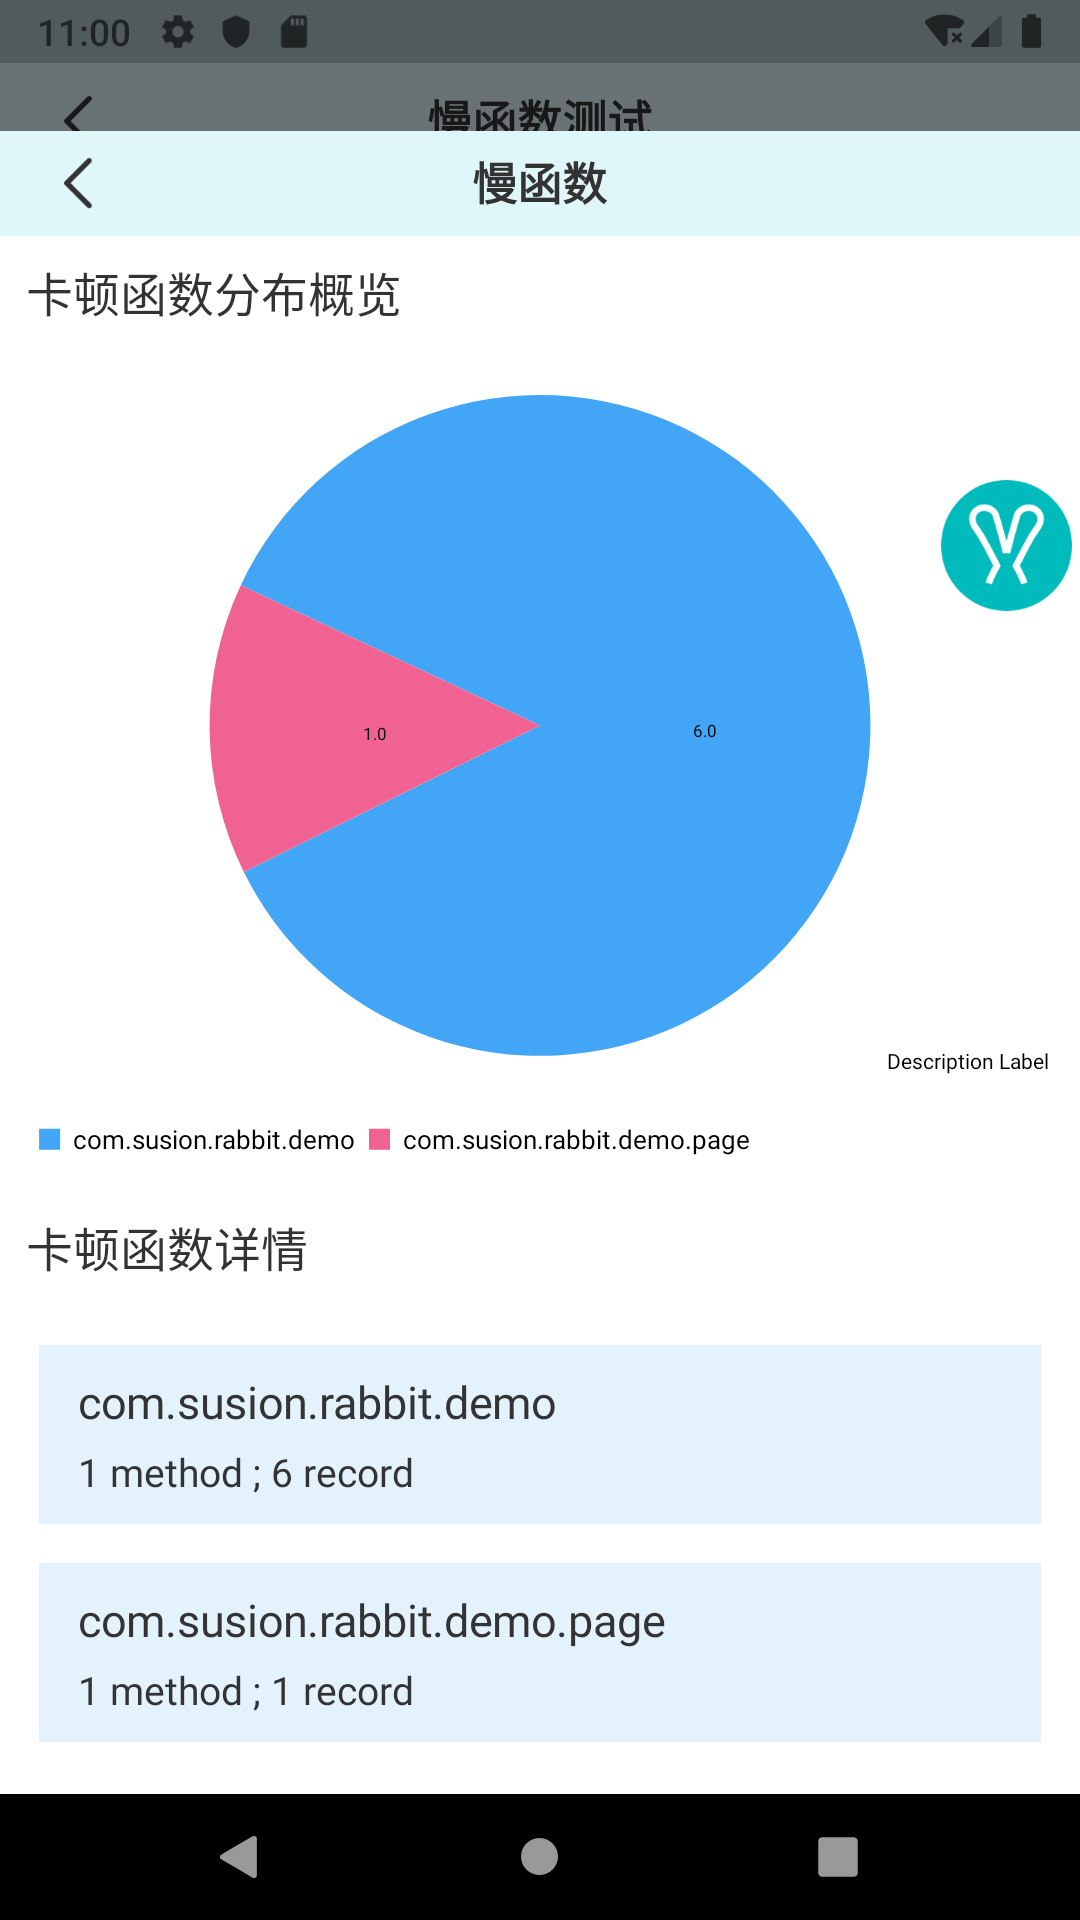 11:00
慢函数测试
慢函数
卡顿函数分布概览
1.0
6.0
Description Label
com.susion.rabbit.demo com.susion.rabbit.demo.page
卡顿函数详情
com.susion.rabbit.demo
1 method ; 6 record
com.susion.rabbit.demo.page
1 method ; 1 record